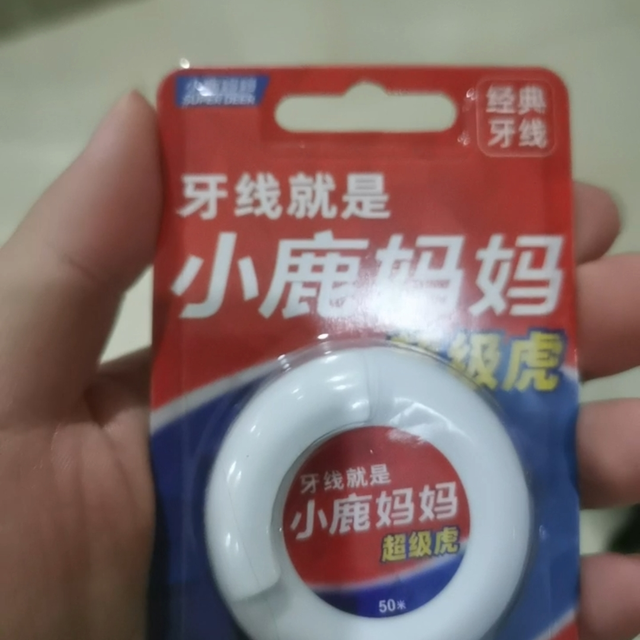 小鹿妈妈
SUPER DEER
经典
牙线
牙线就是
小鹿妈妈
超级虎
牙线就是
小鹿妈妈
超级虎
50米